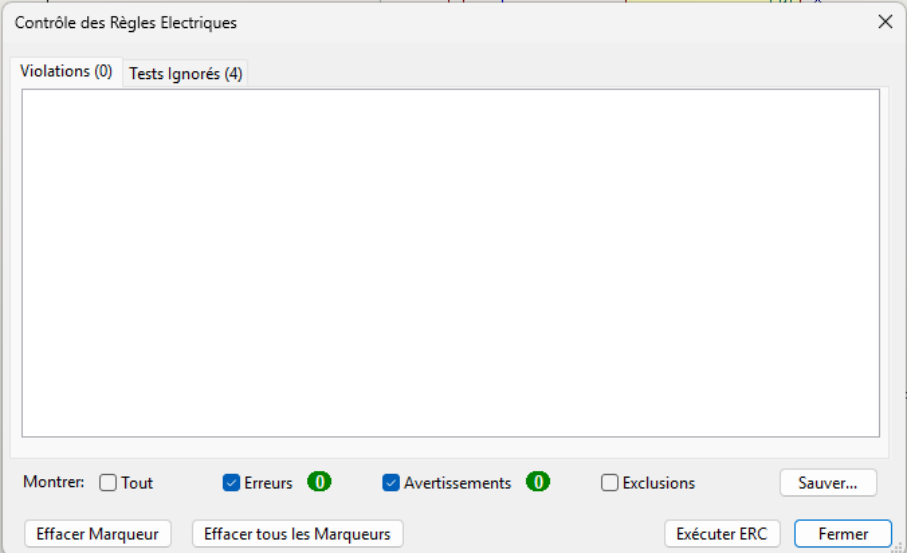 Contrôle des Règles Electriques
Violations (0) Tests Ignorés (4)
Montrer: Tout Erreurs 0 Avertissements 0 Exclusions Sauver...
Effacer Marqueur Effacer tous les Marqueurs Exécuter ERC Fermer